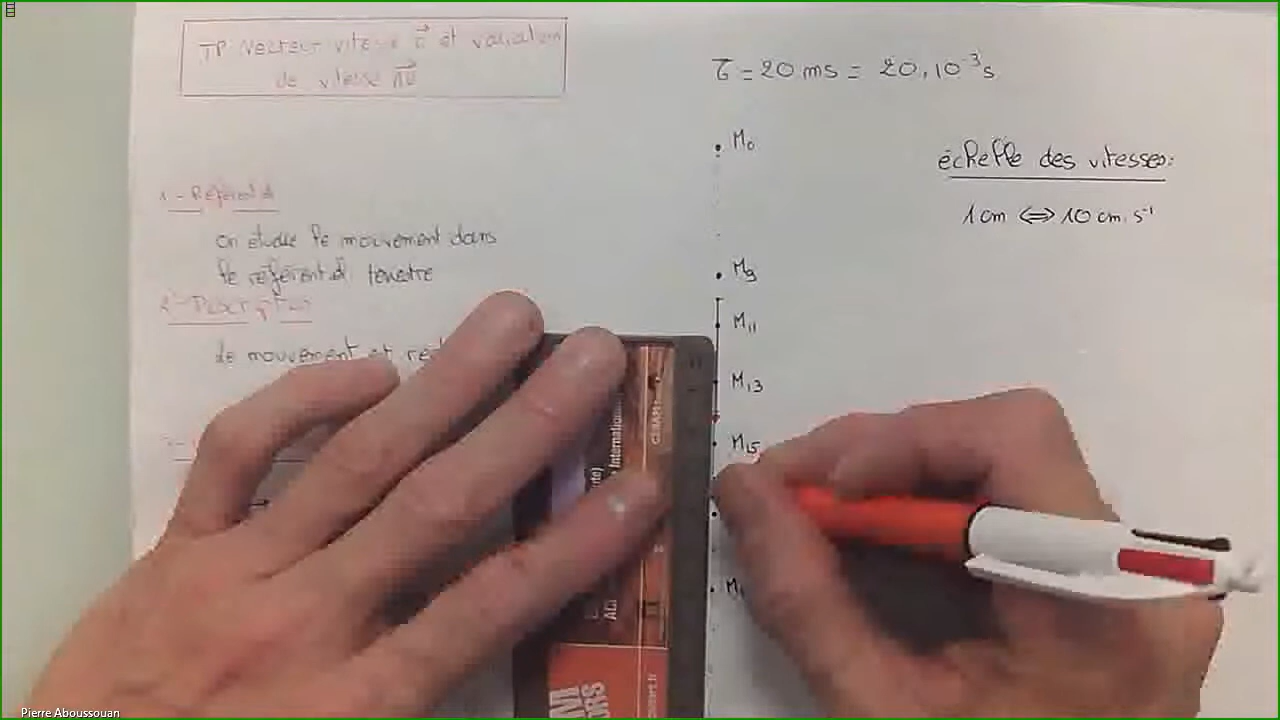 TP Vecteur vitesse v et variation
de vitesse Δv
τ = 20 ms = 20.10⁻³ s
M0
échelle des vitesses:
1 cm ⇔ 10 cm.s⁻¹
1 - Référentiel
on étudie le mouvement dans
le référentiel terrestre
M9
2 - Description
M11
le mouvement est
M13
M15
International
Pierre Aboussouan